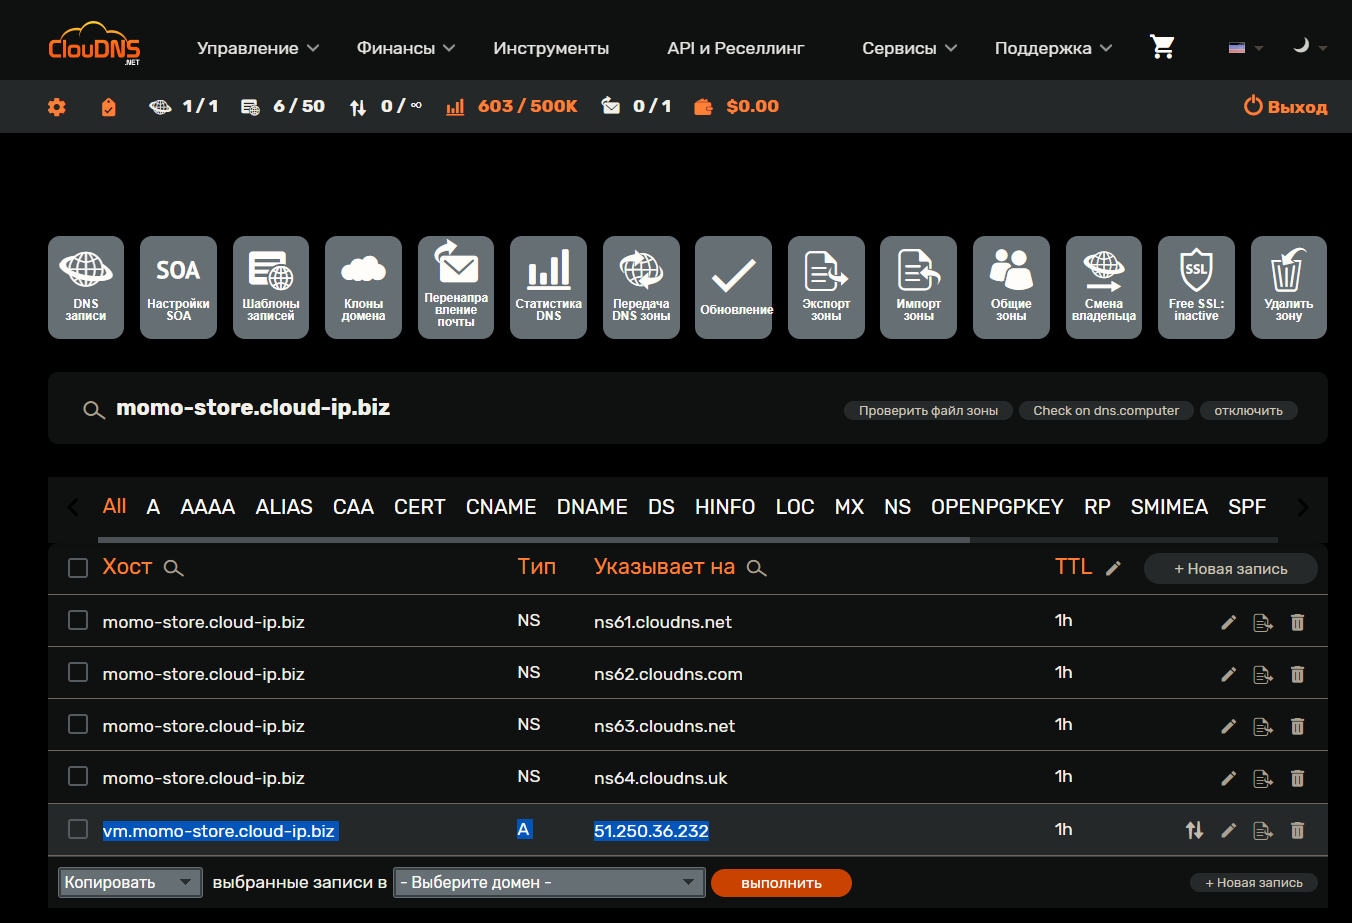 ClouDNS
.NET
Управление
Финансы
Инструменты
API и Реселлинг
Сервисы
Поддержка
1 / 1
6 / 50
0 / ∞
603 / 500K
0 / 1
$0.00
Выход
DNS
записи
SOA
Настройки
SOA
Шаблоны
записей
Клоны
домена
Перенапра
вление
почты
Статистика
DNS
Передача
DNS зоны
Обновление
Экспорт
зоны
Импорт
зоны
Общие
зоны
Смена
владельца
SSL
Free SSL:
inactive
Удалить
зону
momo-store.cloud-ip.biz
Проверить файл зоны
Check on dns.computer
отключить
All A AAAA ALIAS CAA CERT CNAME DNAME DS HINFO LOC MX NS OPENPGPKEY RP SMIMEA SPF
Хост Тип Указывает на TTL + Новая запись
momo-store.cloud-ip.biz NS ns61.cloudns.net 1h
momo-store.cloud-ip.biz NS ns62.cloudns.com 1h
momo-store.cloud-ip.biz NS ns63.cloudns.net 1h
momo-store.cloud-ip.biz NS ns64.cloudns.uk 1h
vm.momo-store.cloud-ip.biz A 51.250.36.232 1h
Копировать выбранные записи в - Выберите домен - выполнить + Новая запись